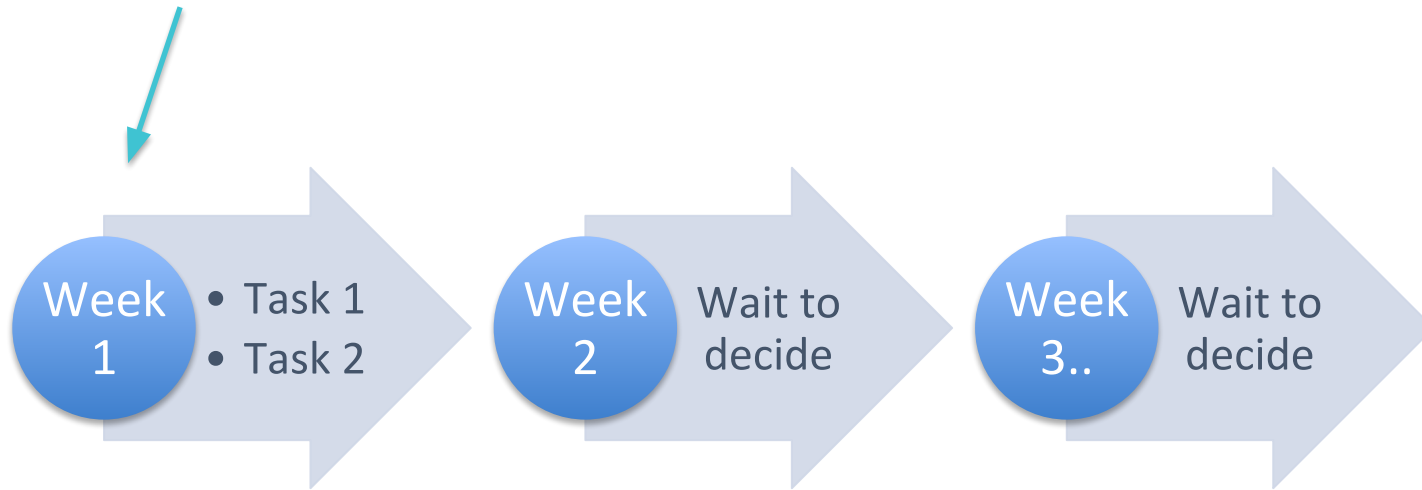 Week
1
• Task 1
• Task 2
Week
2
Wait to
decide
Week
3..
Wait to
decide